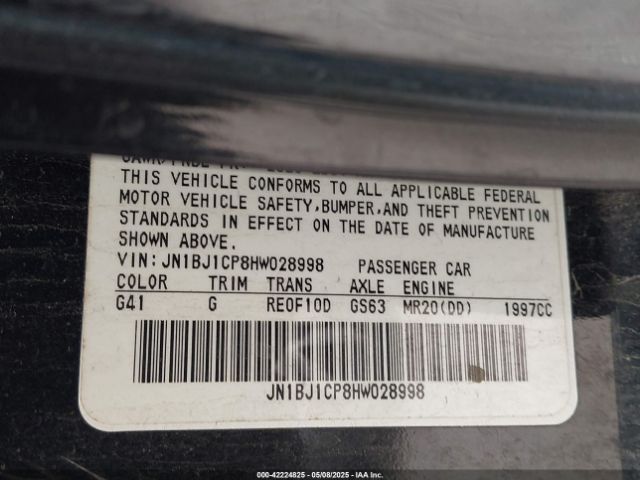 THIS VEHICLE CONFORMS TO ALL APPLICABLE FEDERAL
MOTOR VEHICLE SAFETY,BUMPER,AND THEFT PREVENTION
STANDARDS IN EFFECT ON THE DATE OF MANUFACTURE
SHOWN ABOVE.
VIN:JN1BJ1CP8HW028998 PASSENGER CAR
COLOR TRIM TRANS AXLE ENGINE
G41 G RE0F10D GS63 MR20(DD) 1997CC
JN1BJ1CP8HW028998
00-42224825 - 05/08/2025 - IAA Inc.